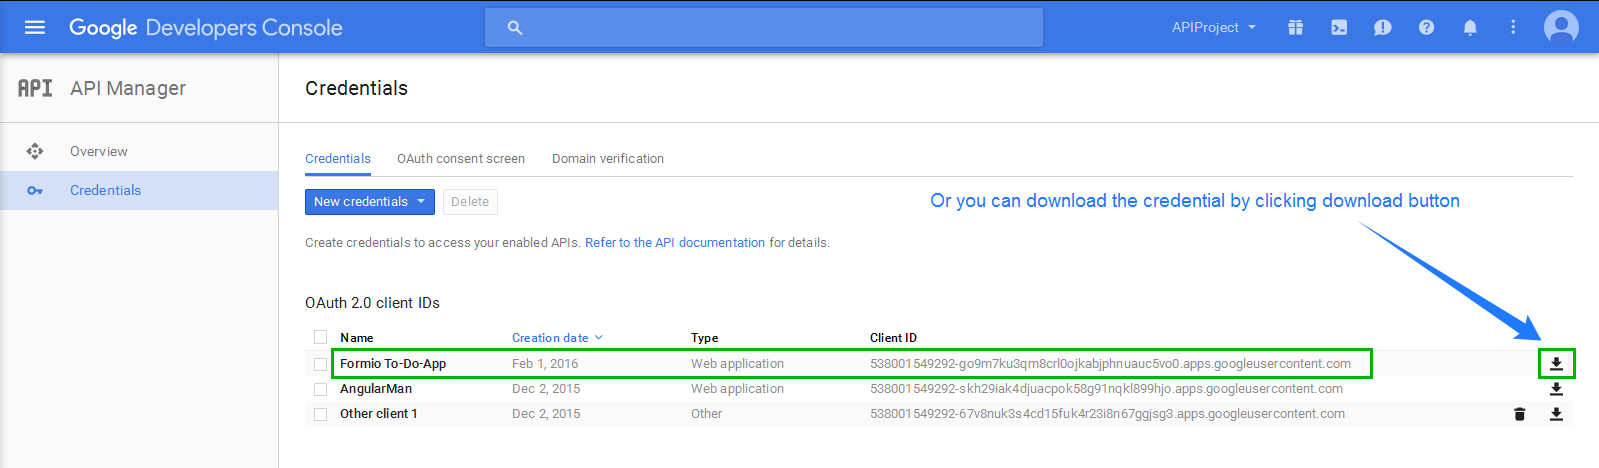 Google Developers Console
APIProject
API API Manager
Credentials
Overview
Credentials
Credentials OAuth consent screen Domain verification
New credentials Delete
Or you can download the credential by clicking download button
Create credentials to access your enabled APIs. Refer to the API documentation for details.
OAuth 2.0 client IDs
Name Creation date Type Client ID
Formio To-Do-App Feb 1, 2016 Web application 538001549292-go9m7ku3qm8crl0ojkabjphnuauc5vo0.apps.googleusercontent.com
AngularMan Dec 2, 2015 Web application 538001549292-skh29iak4djuacpok58g91nqkl899hjo.apps.googleusercontent.com
Other client 1 Dec 2, 2015 Other 538001549292-67v8nuk3s4cd15fuk4r23i8n67ggjsg3.apps.googleusercontent.com